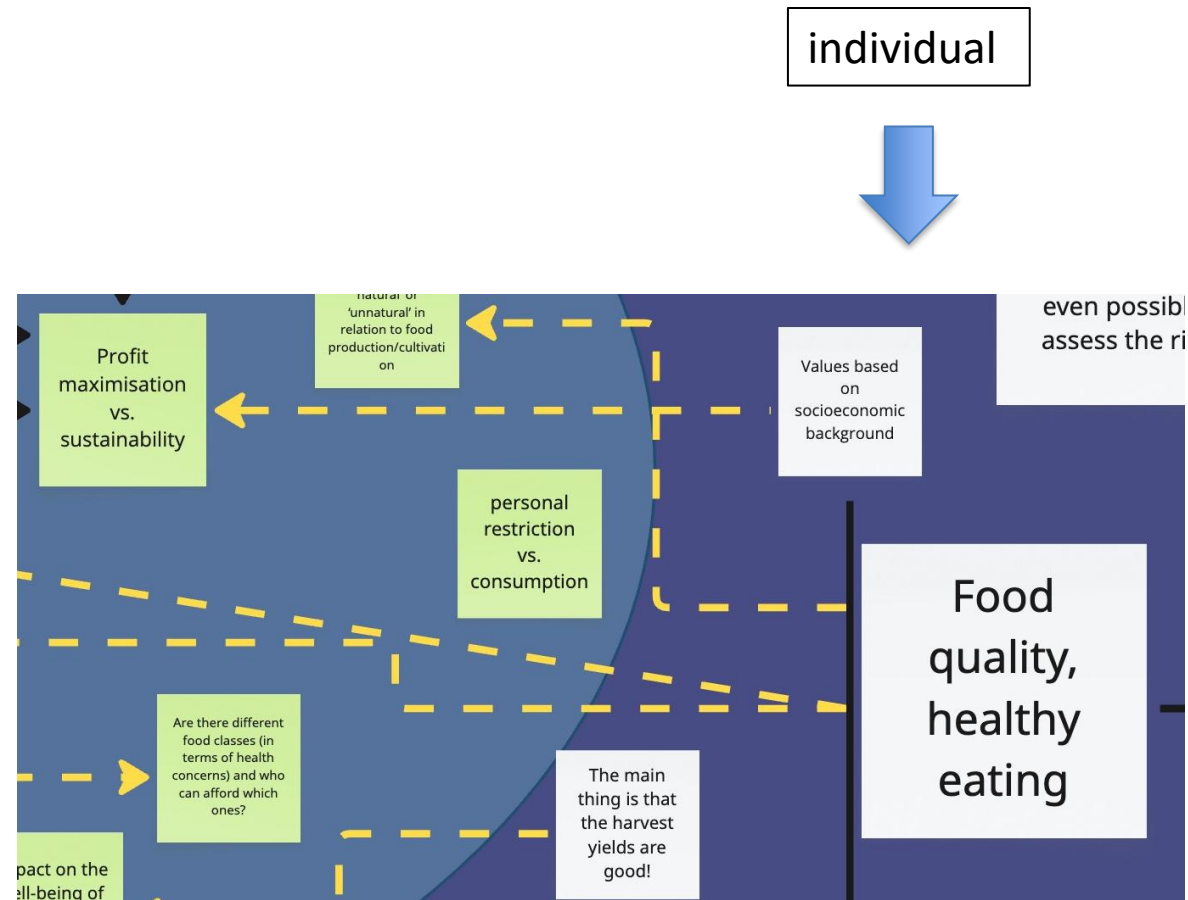 individual
even possibl
assess the ri
natural or
‘unnatural’ in
relation to food
production/cultivati
on
Profit
maximisation
vs.
sustainability
Values based
on
socioeconomic
background
personal
restriction
vs.
consumption
Food
quality,
healthy
eating
Are there different
food classes (in
terms of health
concerns) and who
can afford which
ones?
The main
thing is that
the harvest
yields are
good!
pact on the
ell-being of